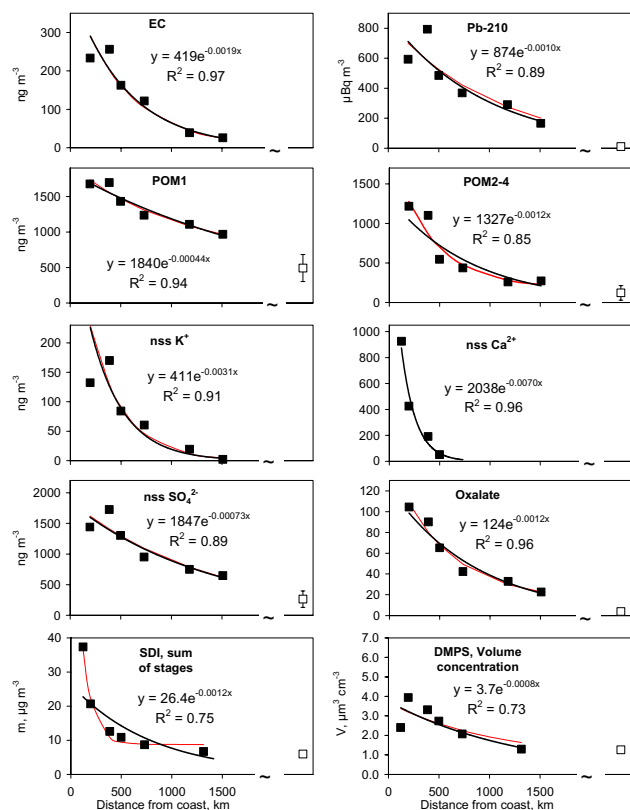 EC
y = 419e^-0.0019x
R² = 0.97
ng m⁻³
300
250
200
150
100
50
0
~
Pb-210
y = 874e^-0.0010x
R² = 0.89
µBq m⁻³
800
600
400
200
0
~
POM1
y = 1840e^-0.00044x
R² = 0.94
ng m⁻³
1500
1000
500
0
~
POM2-4
y = 1327e^-0.0012x
R² = 0.85
ng m⁻³
1500
1000
500
0
~
nss K⁺
y = 411e^-0.0031x
R² = 0.91
ng m⁻³
200
150
100
50
0
~
nss Ca²⁺
y = 2038e^-0.0070x
R² = 0.96
1000
800
600
400
200
0
~
nss SO₄²⁻
y = 1847e^-0.00073x
R² = 0.89
ng m⁻³
2000
1500
1000
500
0
~
Oxalate
y = 124e^-0.0012x
R² = 0.96
120
100
80
60
40
20
0
~
SDI, sum
of stages
y = 26.4e^-0.0012x
R² = 0.75
m, µg m⁻³
40
30
20
10
0
~
0 500 1000 1500
Distance from coast, km
DMPS, Volume
concentration
y = 3.7e^-0.0008x
R² = 0.73
V, µm³ cm⁻³
7.0
6.0
5.0
4.0
3.0
2.0
1.0
0.0
~
0 500 1000 1500
Distance from coast, km